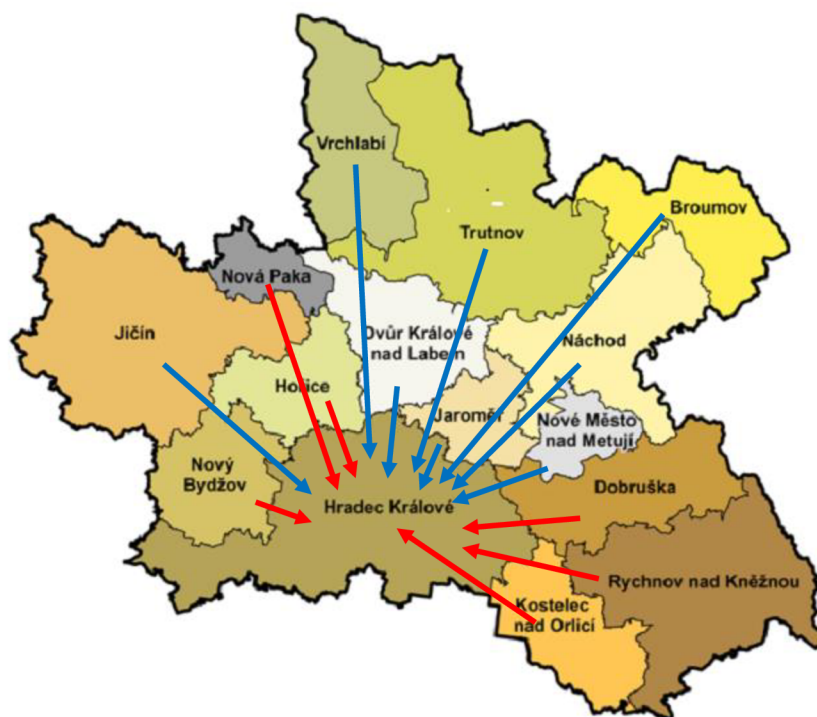 Vrchlabí
Broumov
Trutnov
Nová Paka
Jičín
Dvůr Králové
nad Labem
Náchod
Hořice
Jaroměř
Nové Město
nad Metují
Nový
Bydžov
Dobruška
Hradec Králové
Rychnov nad Kněžnou
Kostelec
nad Orlicí